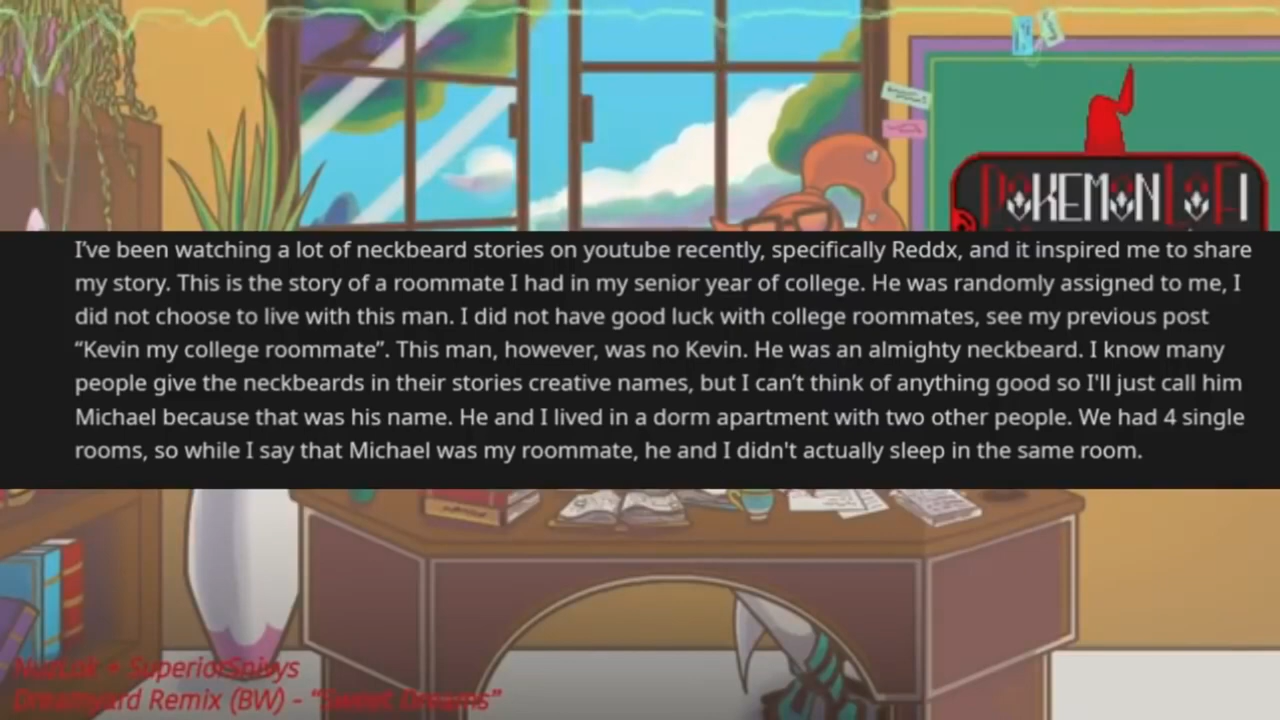 POKEMON LOFI
I've been watching a lot of neckbeard stories on youtube recently, specifically Reddx, and it inspired me to share
my story. This is the story of a roommate I had in my senior year of college. He was randomly assigned to me, I
did not choose to live with this man. I did not have good luck with college roommates, see my previous post
“Kevin my college roommate”. This man, however, was no Kevin. He was an almighty neckbeard. I know many
people give the neckbeards in their stories creative names, but I can’t think of anything good so I'll just call him
Michael because that was his name. He and I lived in a dorm apartment with two other people. We had 4 single
rooms, so while I say that Michael was my roommate, he and I didn't actually sleep in the same room.
NuzLok + SuperiorSnivys
Dreamyard Remix (BW) - “Sweet Dreams”